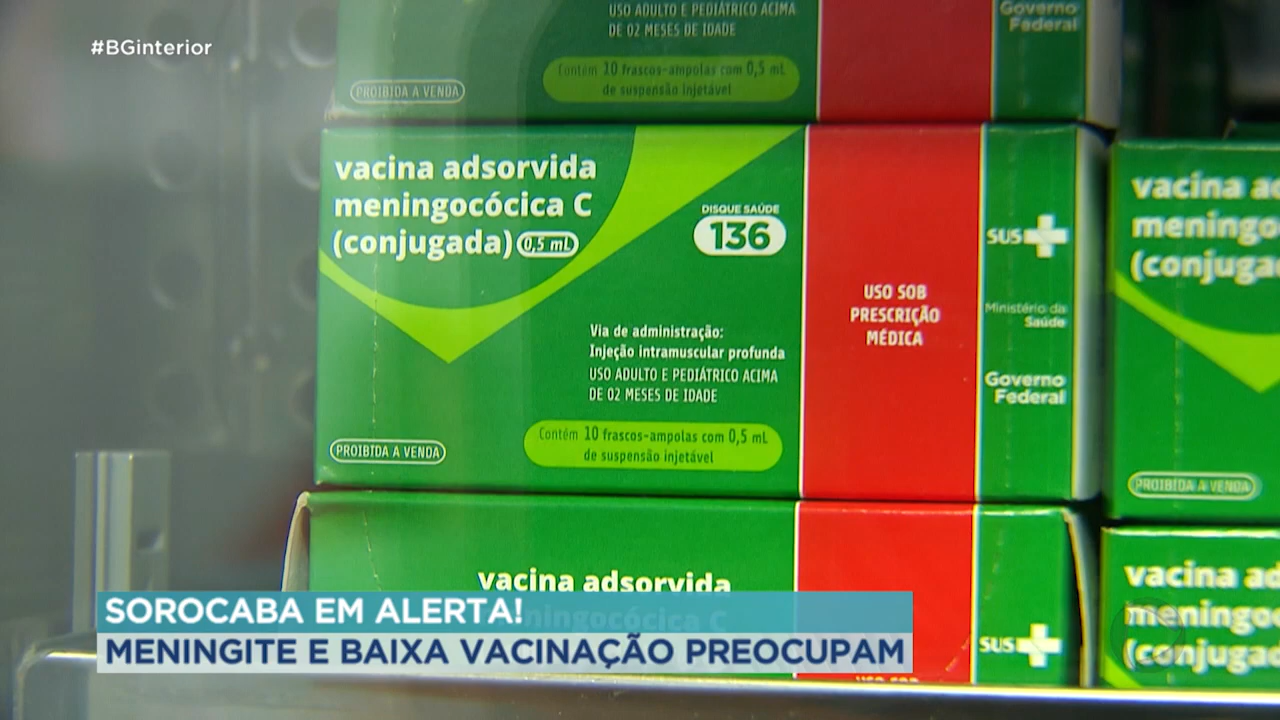 #BGinterior
USO ADULTO E PEDIÁTRICO ACIMA
DE 02 MESES DE IDADE
Contém 10 frascos-ampolas com 0,5 mL
de suspensão injetável
PROIBIDA A VENDA
Governo
Federal
vacina adsorvida
meningocócica C
(conjugada) 0,5 mL
DISQUE SAÚDE
136
Via de administração:
Injeção intramuscular profunda
USO ADULTO E PEDIÁTRICO ACIMA
DE 02 MESES DE IDADE
Contém 10 frascos-ampolas com 0,5 mL
de suspensão injetável
PROIBIDA A VENDA
USO SOB
PRESCRIÇÃO
MÉDICA
SUS
Ministério da
Saúde
Governo
Federal
vacina ad
meningo
(conjuga
PROIBIDA A VENDA
vacina adsorvida
meningocócica C
SUS
vacina ad
meningo
(conjuga
SOROCABA EM ALERTA!
MENINGITE E BAIXA VACINAÇÃO PREOCUPAM